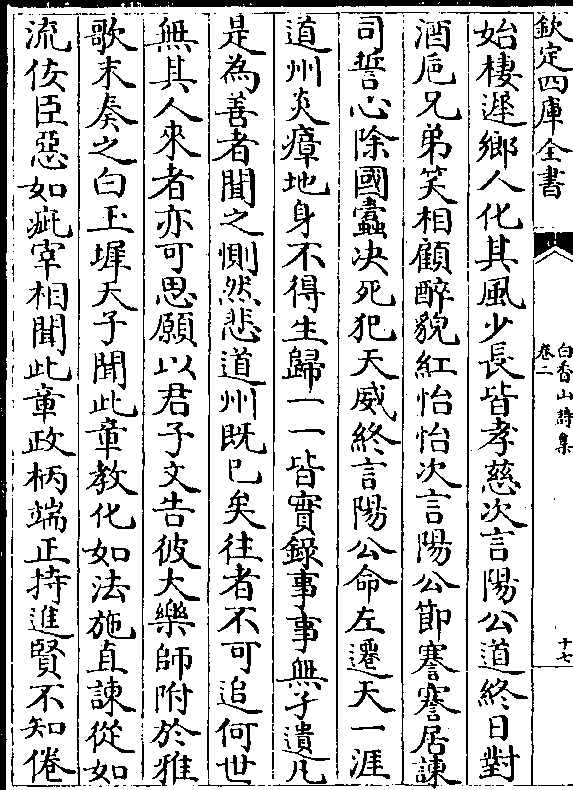 欽定四庫全書
白香山詩集
卷二
十七
始棲遲鄉人化其風少長皆孝慈次言陽公道終日對
酒巵兄弟笑相顧醉貌紅怡怡次言陽公節謇謇居諫
司誓心除國蠹決死犯天威終言陽公命左遷天一涯
道州炎瘴地身不得生歸一一皆實錄事事無孑遺凡
是為善者聞之惻然悲道州既已矣往者不可追何世
無其人來者亦可思願以君子文告彼大樂師附於雅
歌末奏之白玉墀天子聞此章教化如法施直諫從如
流佞臣惡如疵宰相聞此章政柄端正持進賢不知倦